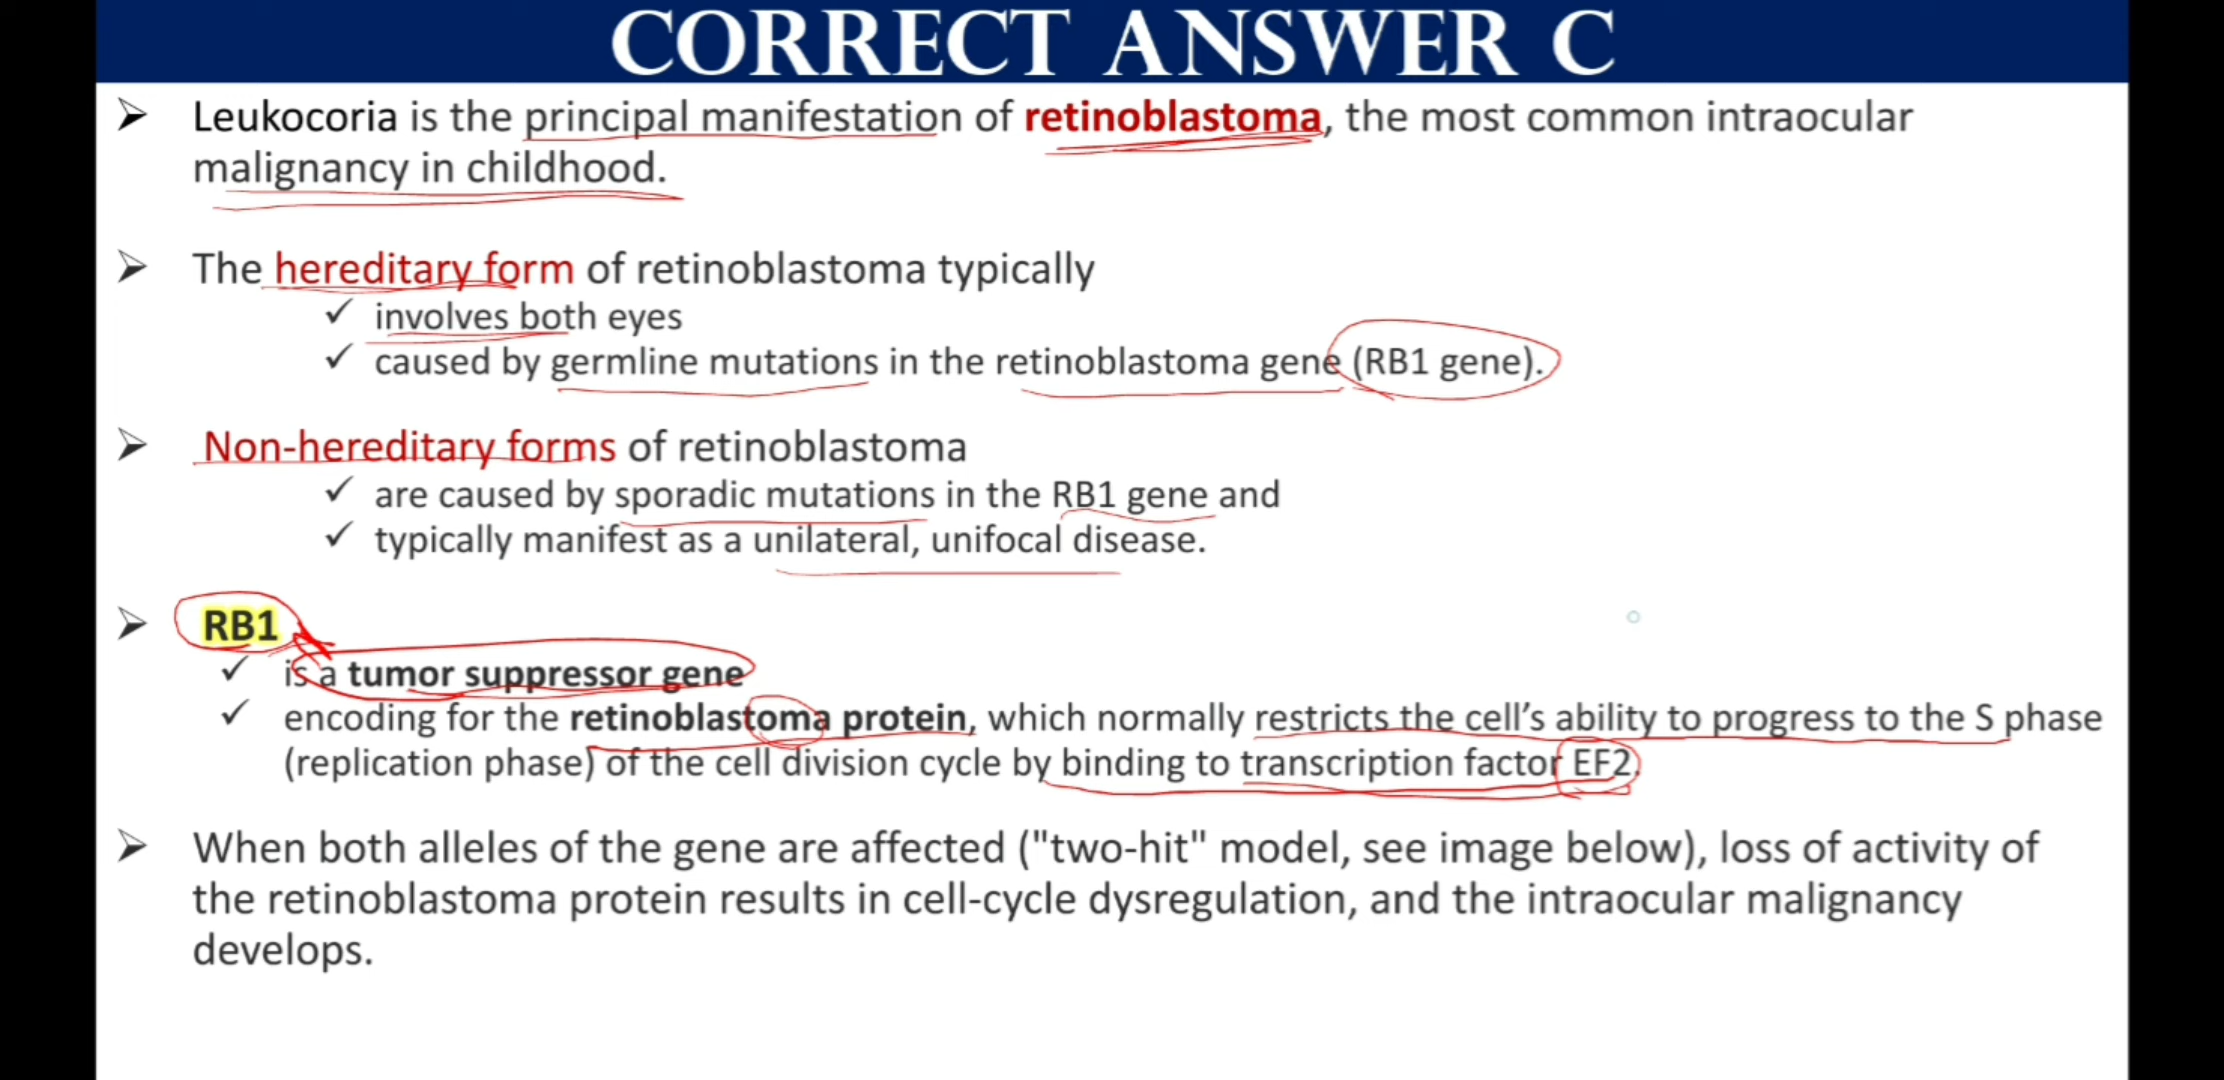 CORRECT ANSWER C
➢ Leukocoria is the principal manifestation of retinoblastoma, the most common intraocular
malignancy in childhood.
➢ The hereditary form of retinoblastoma typically
✓ involves both eyes
✓ caused by germline mutations in the retinoblastoma gene (RB1 gene).
➢ Non-hereditary forms of retinoblastoma
✓ are caused by sporadic mutations in the RB1 gene and
✓ typically manifest as a unilateral, unifocal disease.
➢ RB1
✓ is a tumor suppressor gene
✓ encoding for the retinoblastoma protein, which normally restricts the cell’s ability to progress to the S phase
(replication phase) of the cell division cycle by binding to transcription factor EF2.
➢ When both alleles of the gene are affected ("two-hit" model, see image below), loss of activity of
the retinoblastoma protein results in cell-cycle dysregulation, and the intraocular malignancy
develops.